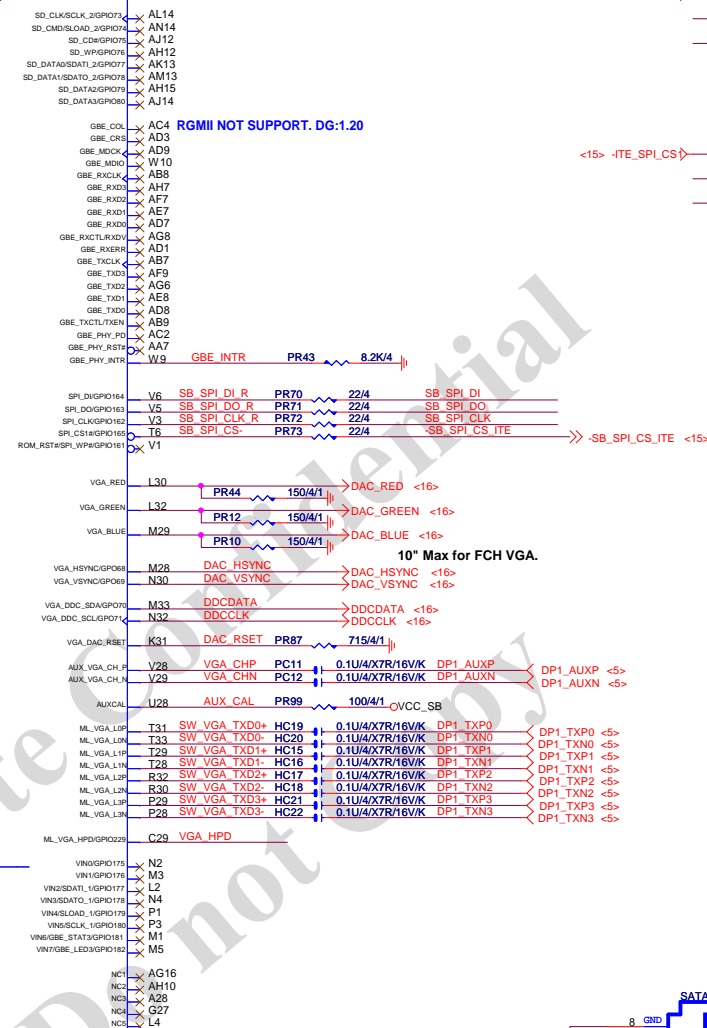 SD_CLK/SCLK_2/GPIO73 AL14
SD_CMD/SLOAD_2/GPIO74 AN14
SD_CD#/GPIO75 AJ12
SD_WP/GPIO76 AH12
SD_DATA0/SDATI_2/GPIO77 AK13
SD_DATA1/SDATO_2/GPIO78 AM13
SD_DATA2/GPIO79 AH15
SD_DATA3/GPIO80 AJ14
GBE_COL AC4 RGMII NOT SUPPORT. DG:1.20
GBE_CRS AD3
GBE_MDCK AD9
GBE_MDIO W10
<15> -ITE_SPI_CS1
GBE_RXCLK AB8
GBE_RXD3 AH7
GBE_RXD2 AF7
GBE_RXD1 AE7
GBE_RXD0 AD7
GBE_RXCTL/RXDV AG8
GBE_RXERR AD1
GBE_TXCLK AB7
GBE_TXD3 AF9
GBE_TXD2 AG6
GBE_TXD1 AE8
GBE_TXD0 AD8
GBE_TXCTL/TXEN AB9
GBE_PHY_PD AC2
GBE_PHY_RST# AA7
GBE_PHY_INTR W9 GBE_INTR PR43 8.2K/4
SPI_DI/GPIO164 V6 SB_SPI_DI_R PR70 22/4 SB_SPI_DI
SPI_DO/GPIO163 V5 SB_SPI_DO_R PR71 22/4 SB_SPI_DO
SPI_CLK/GPIO162 V3 SB_SPI_CLK_R PR72 22/4 SB_SPI_CLK
SPI_CS1#/GPIO165 T6 SB_SPI_CS- PR73 22/4 -SB_SPI_CS_ITE -SB_SPI_CS_ITE <15>
ROM_RST#/SPI_WP#/GPIO161 V1
VGA_RED L30 DAC_RED <16>
PR44 150/4/1
VGA_GREEN L32 DAC_GREEN <16>
PR12 150/4/1
VGA_BLUE M29 DAC_BLUE <16>
PR10 150/4/1
10" Max for FCH VGA.
VGA_HSYNC/GPO68 M28 DAC_HSYNC DAC_HSYNC <16>
VGA_VSYNC/GPO69 N30 DAC_VSYNC DAC_VSYNC <16>
VGA_DDC_SDA/GPO70 M33 DDCDATA DDCDATA <16>
VGA_DDC_SCL/GPO71 N32 DDCCLK DDCCLK <16>
VGA_DAC_RSET K31 DAC_RSET PR87 715/4/1
AUX_VGA_CH_P V28 VGA_CHP PC11 0.1U/4/X7R/16V/K DP1_AUXP DP1_AUXP <5>
AUX_VGA_CH_N V29 VGA_CHN PC12 0.1U/4/X7R/16V/K DP1_AUXN DP1_AUXN <5>
AUXCAL U28 AUX_CAL PR99 100/4/1 VCC_SB
ML_VGA_L0P T31 SW_VGA_TXD0+ HC19 0.1U/4/X7R/16V/K DP1_TXP0 DP1_TXP0 <5>
ML_VGA_L0N T33 SW_VGA_TXD0- HC20 0.1U/4/X7R/16V/K DP1_TXN0 DP1_TXN0 <5>
ML_VGA_L1P T29 SW_VGA_TXD1+ HC15 0.1U/4/X7R/16V/K DP1_TXP1 DP1_TXP1 <5>
ML_VGA_L1N T28 SW_VGA_TXD1- HC16 0.1U/4/X7R/16V/K DP1_TXN1 DP1_TXN1 <5>
ML_VGA_L2P R32 SW_VGA_TXD2+ HC17 0.1U/4/X7R/16V/K DP1_TXP2 DP1_TXP2 <5>
ML_VGA_L2N R30 SW_VGA_TXD2- HC18 0.1U/4/X7R/16V/K DP1_TXN2 DP1_TXN2 <5>
ML_VGA_L3P P29 SW_VGA_TXD3+ HC21 0.1U/4/X7R/16V/K DP1_TXP3 DP1_TXP3 <5>
ML_VGA_L3N P28 SW_VGA_TXD3- HC22 0.1U/4/X7R/16V/K DP1_TXN3 DP1_TXN3 <5>
ML_VGA_HPD/GPIO229 C29 VGA_HPD
VIN0/GPIO175 N2
VIN1/GPIO176 M3
VIN2/SDATI_1/GPIO177 L2
VIN3/SDATO_1/GPIO178 N4
VIN4/SLOAD_1/GPIO179 P1
VIN5/SCLK_1/GPIO180 P3
VIN6/GBE_STAT3/GPIO181 M1
VIN7/GBE_LED3/GPIO182 M5
NC1 AG16
NC2 AH10
NC3 A28
NC4 G27
NC5 L4
SATA
8 GND
te Confidential
Do not Copy